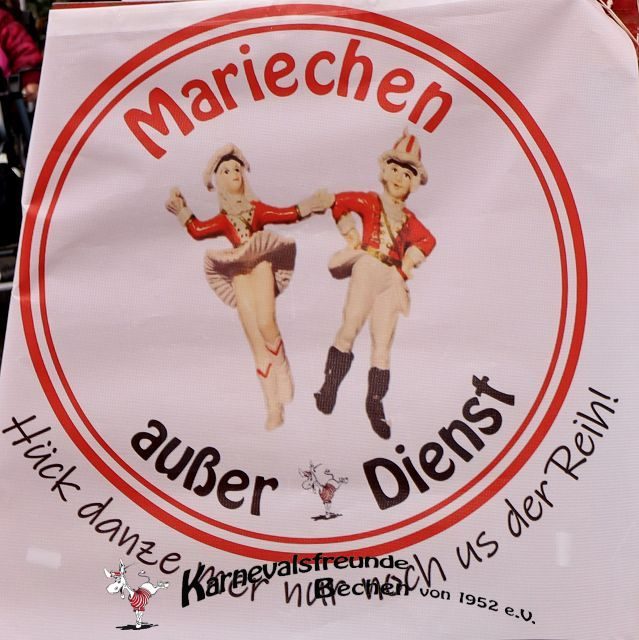 Mariechen
außer Dienst
Hück danze mer nur noch us der Reih!
Karnevalsfreunde
Bechen von 1952 e.V.